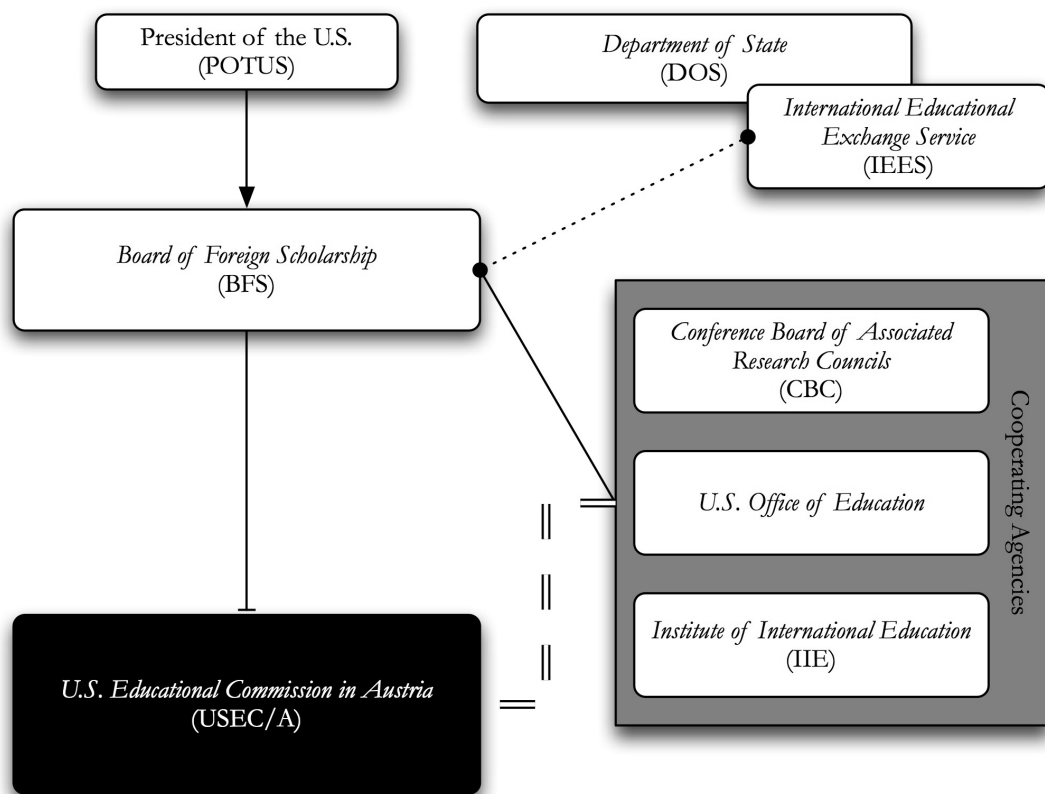 President of the U.S.
(POTUS)
Department of State
(DOS)
International Educational
Exchange Service
(IEES)
Board of Foreign Scholarship
(BFS)
Conference Board of Associated
Research Councils
(CBC)
U.S. Office of Education
Institute of International Education
(IIE)
Cooperating Agencies
U.S. Educational Commission in Austria
(USEC/A)